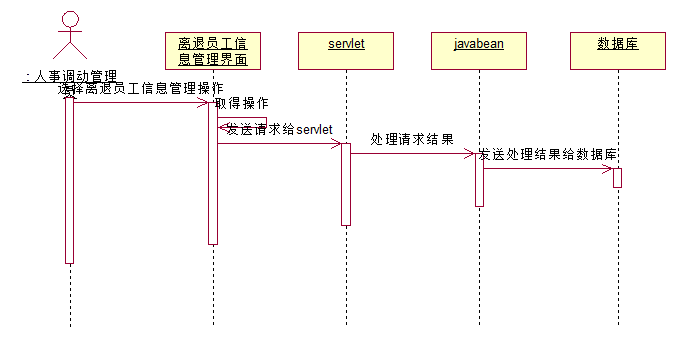 离退员工信
息管理界面
servlet
javabean
数据库
: 人事调动管理
选择离退员工信息管理操作
取得操作
发送请求给servlet
处理请求结果
发送处理结果给数据库